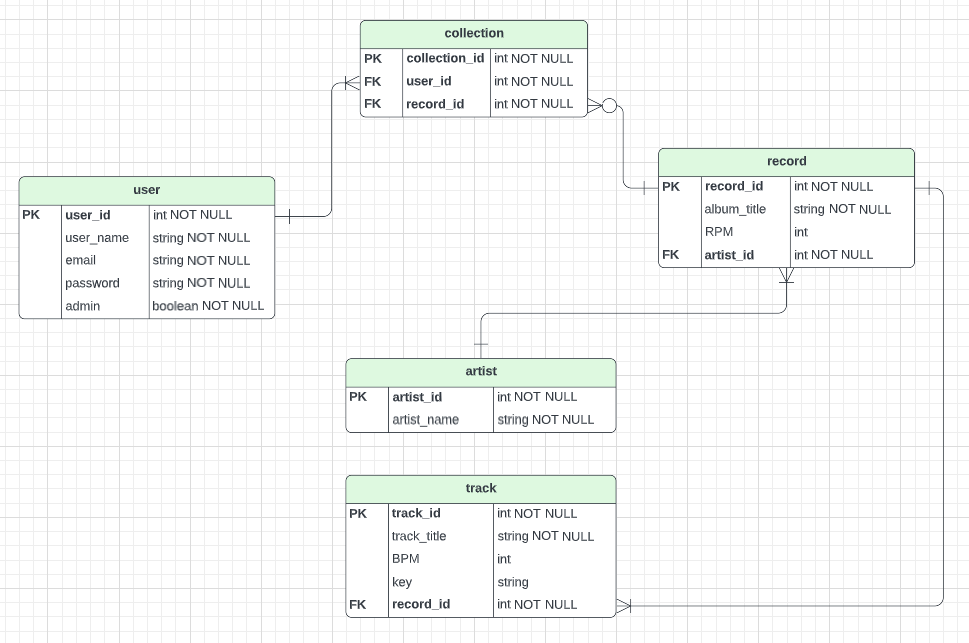 collection
PK collection_id int NOT NULL
FK user_id int NOT NULL
FK record_id int NOT NULL
record
PK record_id int NOT NULL
album_title string NOT NULL
RPM int
FK artist_id int NOT NULL
user
PK user_id int NOT NULL
user_name string NOT NULL
email string NOT NULL
password string NOT NULL
admin boolean NOT NULL
artist
PK artist_id int NOT NULL
artist_name string NOT NULL
track
PK track_id int NOT NULL
track_title string NOT NULL
BPM int
key string
FK record_id int NOT NULL